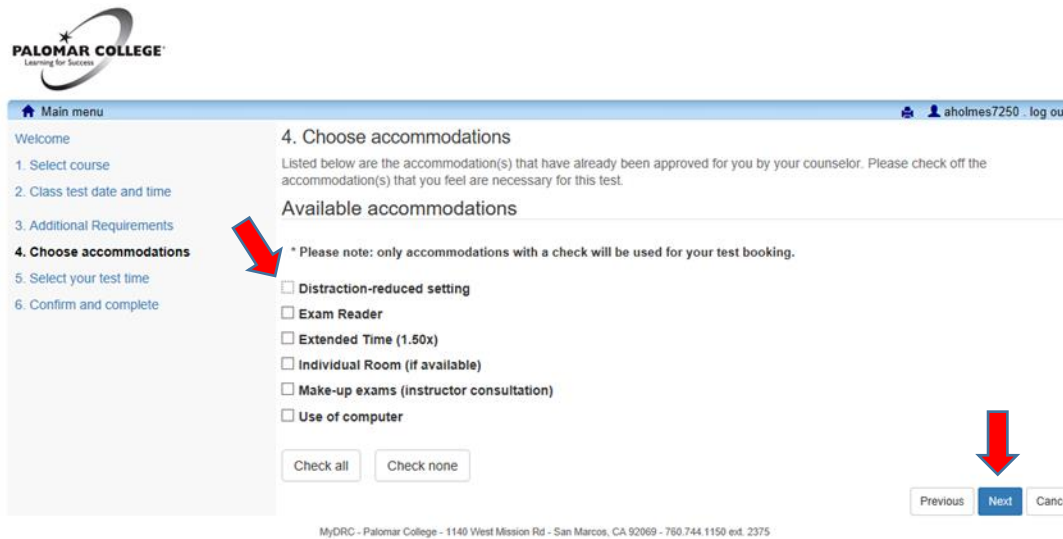 PALOMAR COLLEGE
Learning for Success
Main menu
aholmes7250 . log ou
Welcome
1. Select course
2. Class test date and time
3. Additional Requirements
4. Choose accommodations
5. Select your test time
6. Confirm and complete
4. Choose accommodations
Listed below are the accommodation(s) that have already been approved for you by your counselor. Please check off the
accommodation(s) that you feel are necessary for this test.
Available accommodations
* Please note: only accommodations with a check will be used for your test booking.
Distraction-reduced setting
Exam Reader
Extended Time (1.50x)
Individual Room (if available)
Make-up exams (instructor consultation)
Use of computer
Check all Check none
Previous Next Canc
MyDRC - Palomar College - 1140 West Mission Rd - San Marcos, CA 92069 - 760.744.1150 ext. 2375